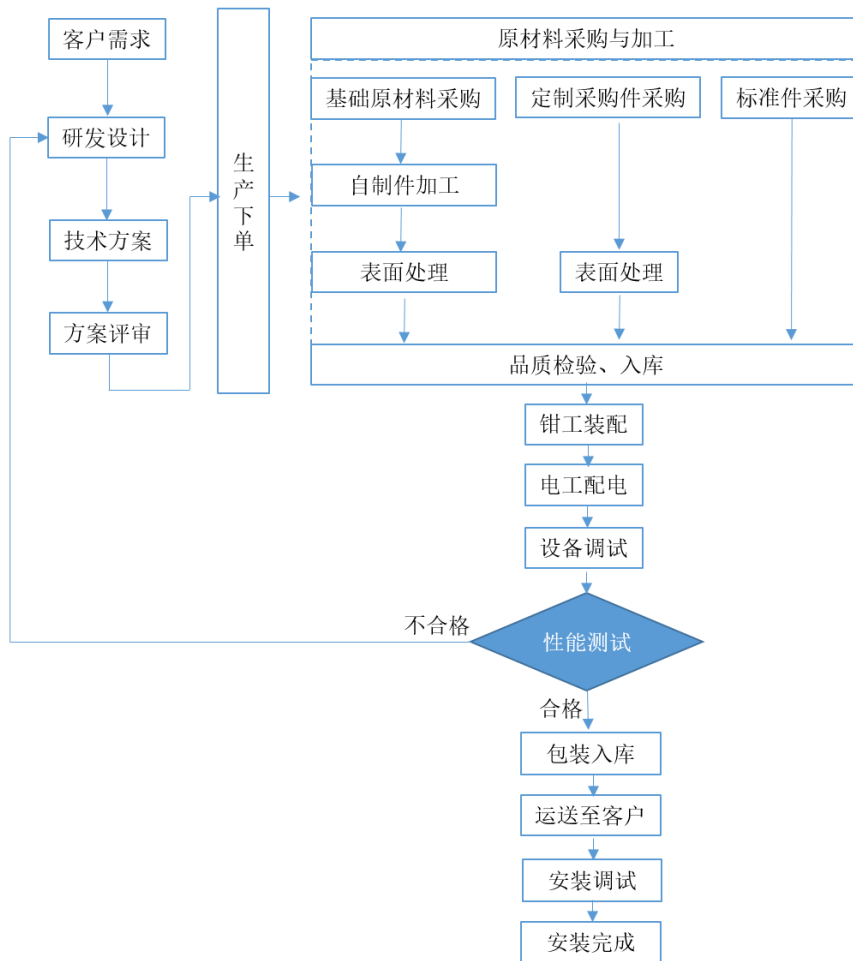 客户需求
研发设计
技术方案
方案评审
生产下单
原材料采购与加工
基础原材料采购
定制采购件采购
标准件采购
自制件加工
表面处理
表面处理
品质检验、入库
钳工装配
电工配电
设备调试
不合格
性能测试
合格
包装入库
运送至客户
安装调试
安装完成